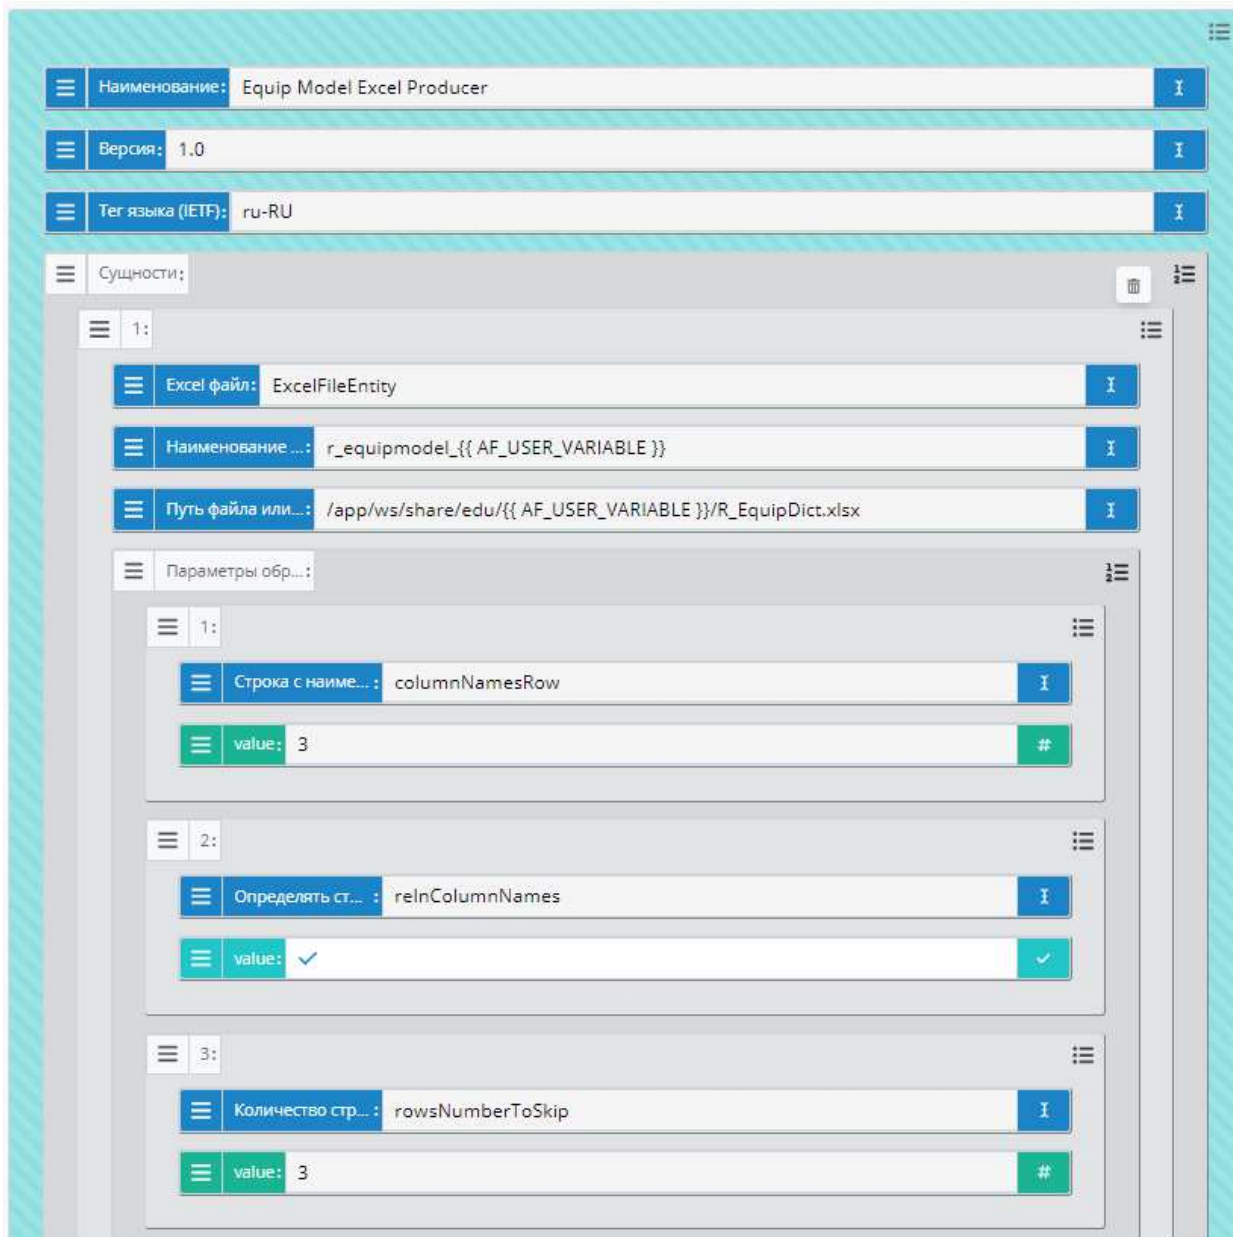 Наименование: Equip Model Excel Producer
Версия: 1.0
Тег языка (IETF): ru-RU
Сущности:
1:
Excel файл: ExcelFileEntity
Наименование ...: r_equipmodel_{{ AF_USER_VARIABLE }}
Путь файла или...: /app/ws/share/edu/{{ AF_USER_VARIABLE }}/R_EquipDict.xlsx
Параметры обр...:
1:
Строка с наиме... : columnNamesRow
value: 3 #
2:
Определять ст... : reInColumnNames
value:
3:
Количество стр... : rowsNumberToSkip
value: 3 #